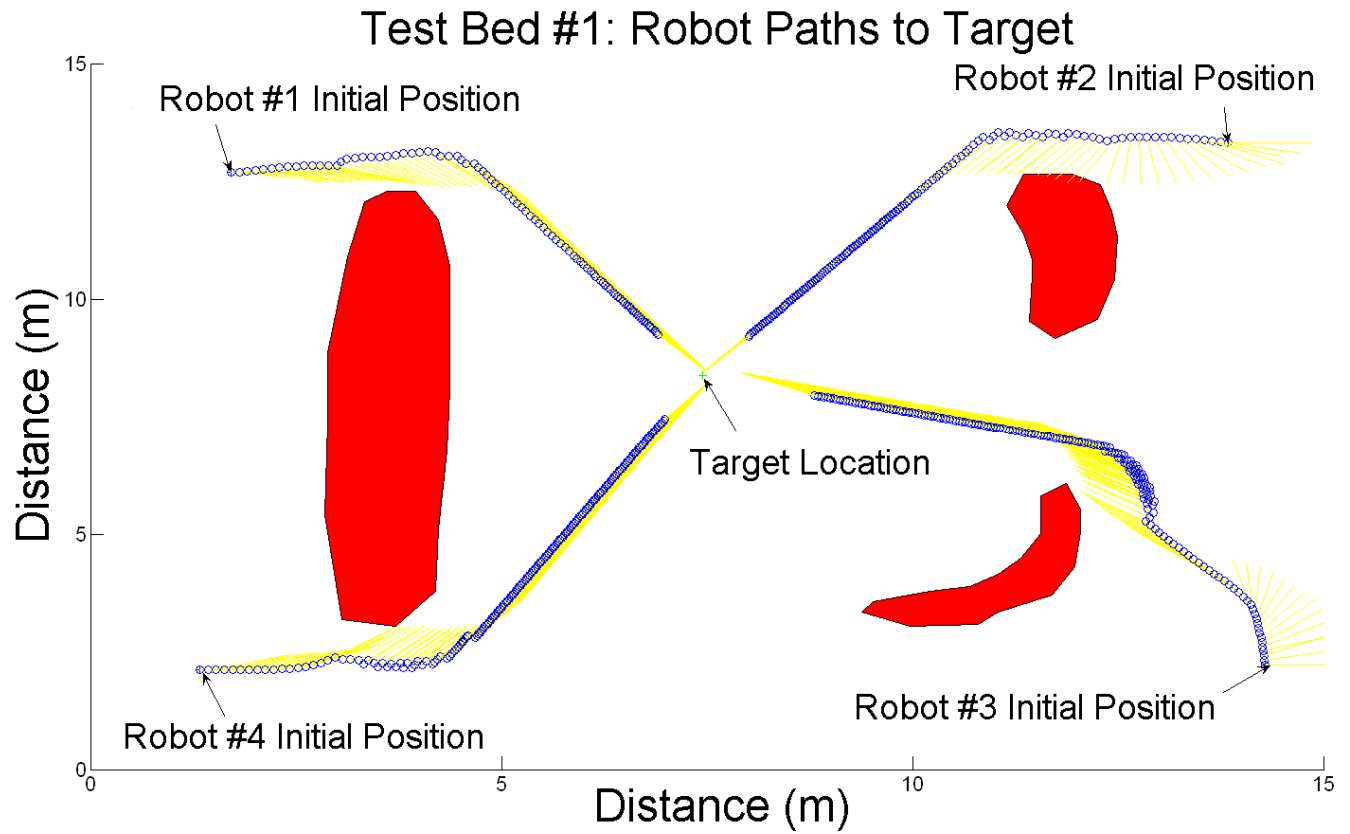 Test Bed #1: Robot Paths to Target
15
Robot #1 Initial Position
Robot #2 Initial Position
10
Distance (m)
Target Location
5
Robot #3 Initial Position
Robot #4 Initial Position
0
0
5
10
15
Distance (m)